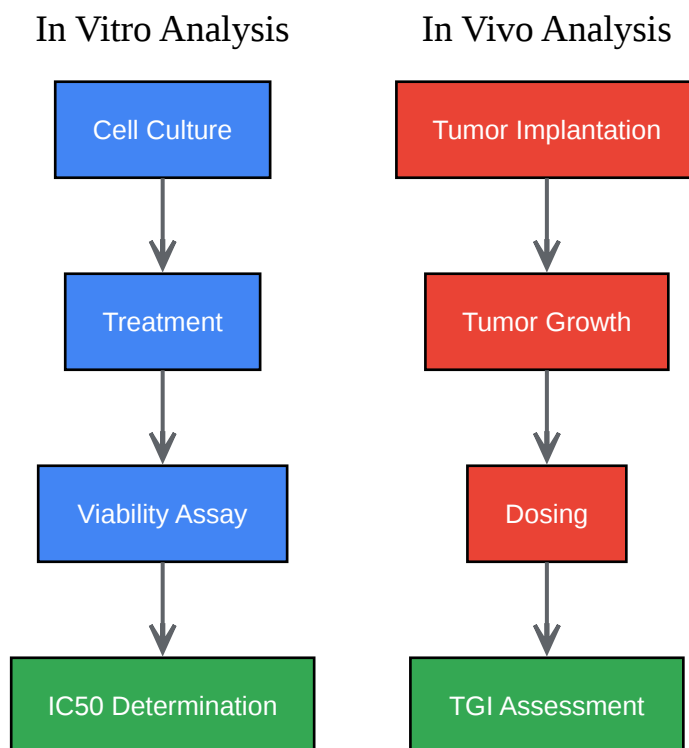 In Vitro Analysis
Cell Culture
Treatment
Viability Assay
IC50 Determination
In Vivo Analysis
Tumor Implantation
Tumor Growth
Dosing
TGI Assessment